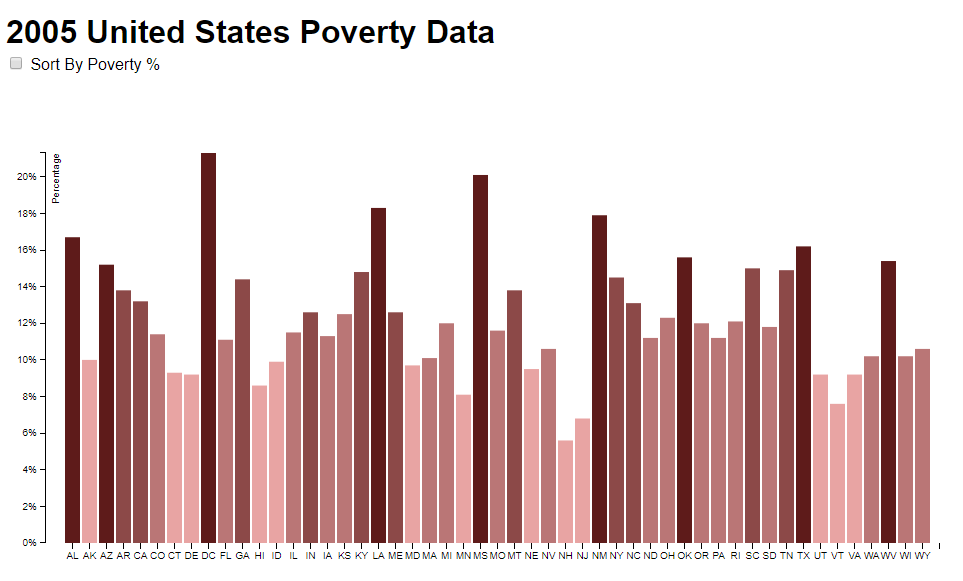 2005 United States Poverty Data
Sort By Poverty %
Percentage
20%
18%
16%
14%
12%
10%
8%
6%
4%
2%
0%
AL AK AZ AR CA CO CT DE DC FL GA HI ID IL IN IA KS KY LA ME MD MA MI MN MS MO MT NE NV NH NJ NM NY NC ND OH OK OR PA RI SC SD TN TX UT VT VA WA WV WI WY